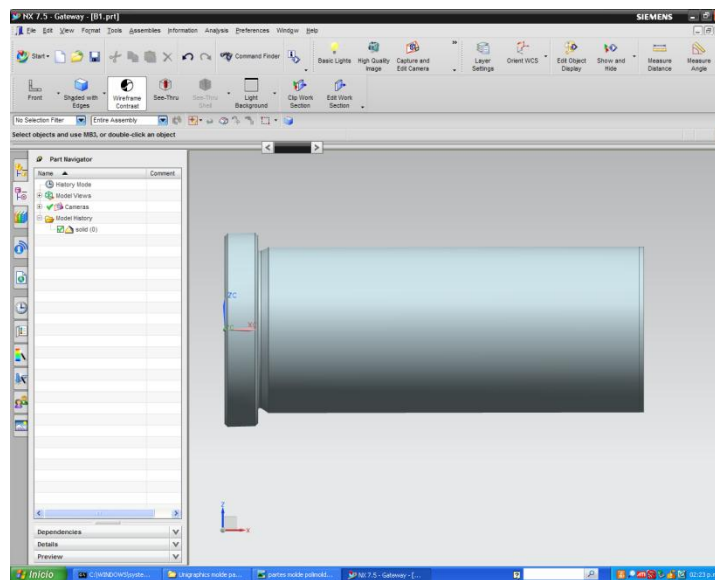 NX 7.5 - Gateway - [B1.prt]
SIEMENS
File Edit View Format Tools Assemblies Information Analysis Preferences Window Help
Start
Command Finder
Basic Lights
High Quality Image
Capture and Edit Camera
Layer Settings
Orient WCS
Edit Object Display
Show and Hide
Measure Distance
Measure Angle
Front
Shaded with Edges
Wireframe Contrast
See-Thru
See-Thru Shell
Light Background
Clip Work Section
Edit Work Section
No Selection Filter
Entire Assembly
Select objects and use MB3, or double-click an object
Part Navigator
Name
Comment
History Mode
Model Views
Cameras
Model History
solid (0)
ZC
XC
Z
X
Dependencies
Details
Preview
Inicio
C:\WINDOWS\syste...
Unigraphics molde pa...
partes molde polinold...
NX 7.5 - Gateway - [...